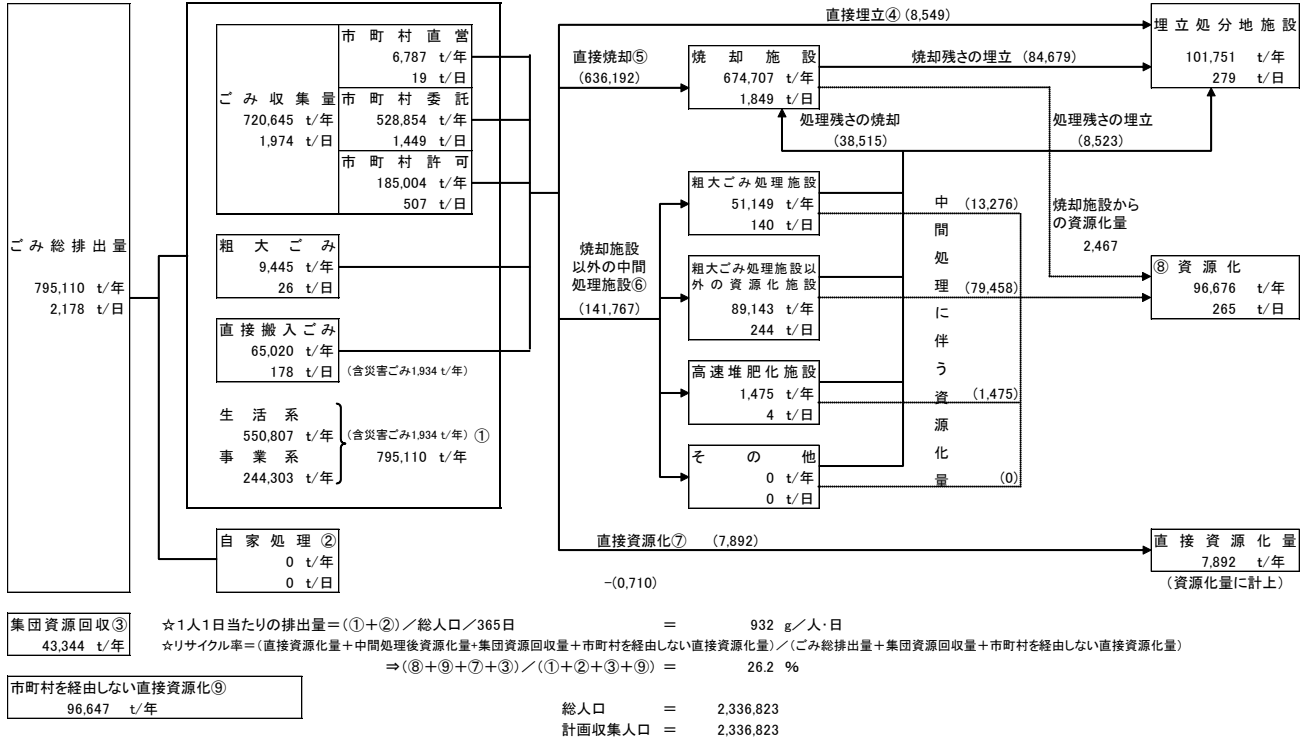 ごみ総排出量
795,110 t/年
2,178 t/日
ごみ収集量
720,645 t/年
1,974 t/日
市町村直営
6,787 t/年
19 t/日
市町村委託
528,854 t/年
1,449 t/日
市町村許可
185,004 t/年
507 t/日
粗大ごみ
9,445 t/年
26 t/日
直接搬入ごみ
65,020 t/年
178 t/日
(含災害ごみ1,934 t/年)
生活系
550,807 t/年
事業系
244,303 t/年
(含災害ごみ1,934 t/年) ①
795,110 t/年
自家処理②
0 t/年
0 t/日
直接埋立④ (8,549)
直接焼却⑤
(636,192)
焼却施設
674,707 t/年
1,849 t/日
焼却残さの埋立 (84,679)
埋立処分地施設
101,751 t/年
279 t/日
処理残さの焼却
(38,515)
処理残さの埋立
(8,523)
焼却施設
以外の中間
処理施設⑥
(141,767)
粗大ごみ処理施設
51,149 t/年
140 t/日
粗大ごみ処理施設以
外の資源化施設
89,143 t/年
244 t/日
高速堆肥化施設
1,475 t/年
4 t/日
その他
0 t/年
0 t/日
中間処理に伴う資源化量
(13,276)
(79,458)
(1,475)
(0)
焼却施設から
の資源化量
2,467
⑧資源化
96,676 t/年
265 t/日
直接資源化⑦ (7,892)
直接資源化量
7,892 t/年
(資源化量に計上)
-(0,710)
集団資源回収③
43,344 t/年
☆1人1日当たりの排出量=(①+②)/総人口/365日 = 932 g/人・日
☆リサイクル率=(直接資源化量+中間処理後資源化量+集団資源回収量+市町村を経由しない直接資源化量)/(ごみ総排出量+集団資源回収量+市町村を経由しない直接資源化量)
⇒(⑧+⑨+⑦+③)/(①+②+③+⑨) = 26.2 %
市町村を経由しない直接資源化⑨
96,647 t/年
総人口 = 2,336,823
計画収集人口 = 2,336,823